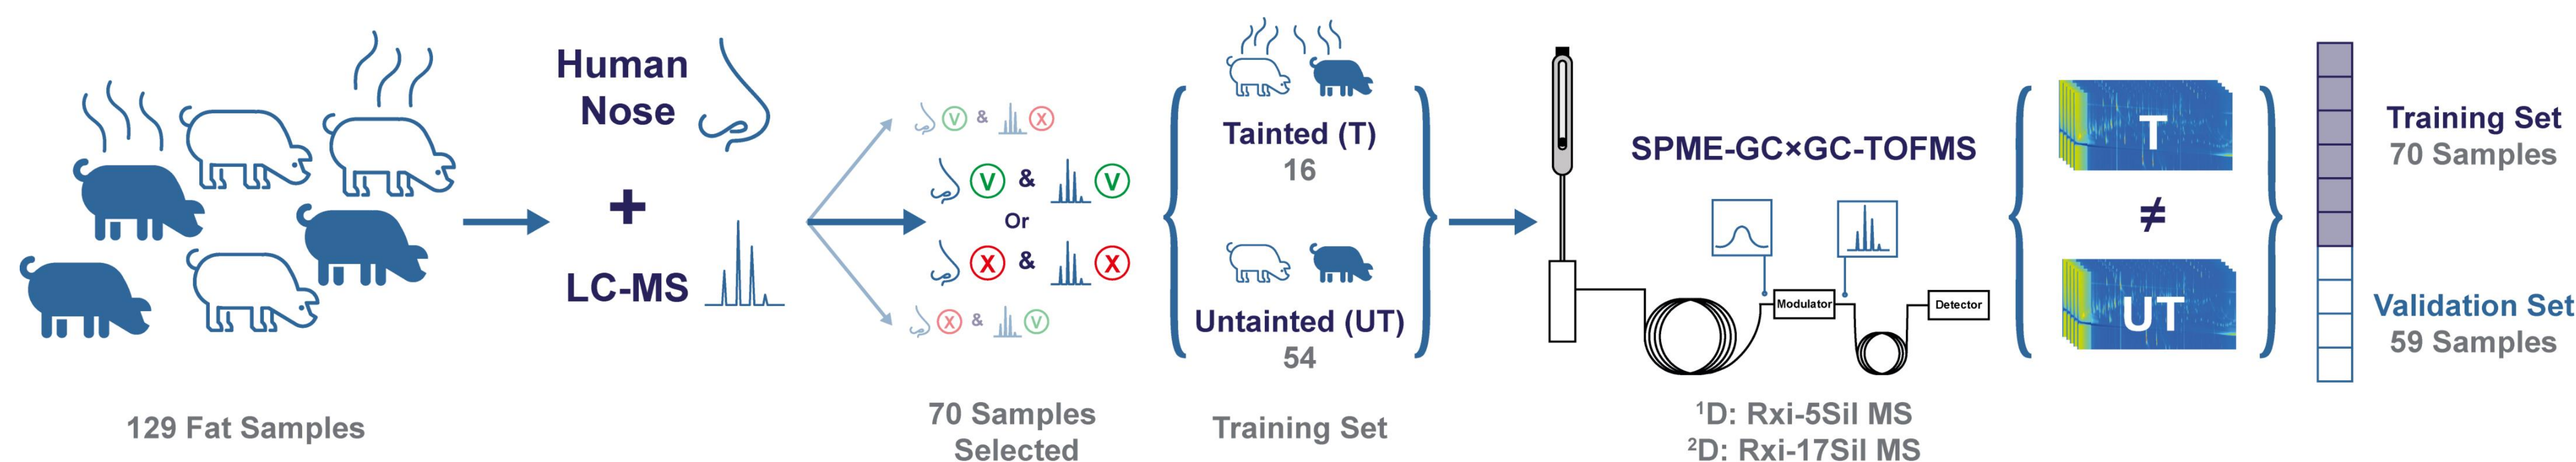 129 Fat Samples
Human
Nose
+
LC-MS
V & X
V & V
Or
X & X
X & V
70 Samples
Selected
Tainted (T)
16
Untainted (UT)
54
Training Set
SPME-GC×GC-TOFMS
Modulator
Detector
¹D: Rxi-5Sil MS
²D: Rxi-17Sil MS
T
≠
UT
Training Set
70 Samples
Validation Set
59 Samples